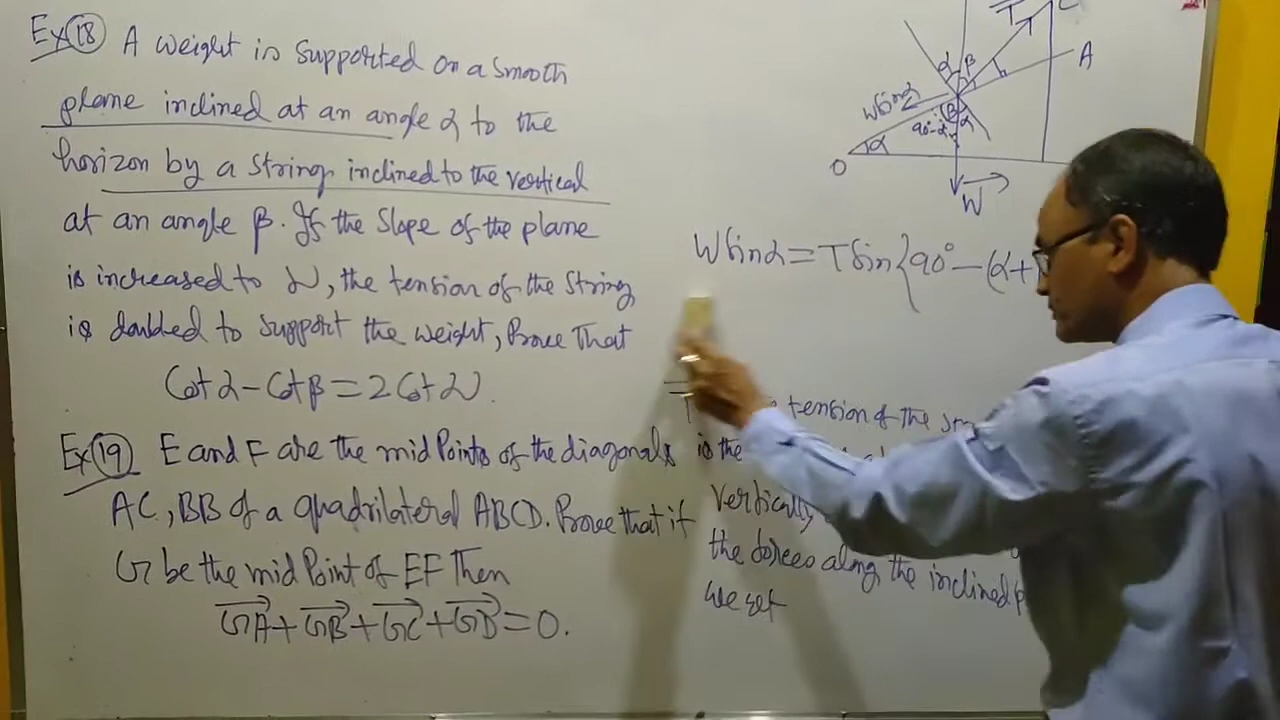 Ex 18 A weight is supported on a smooth
plane inclined at an angle α to the
horizon by a string inclined to the vertical
at an angle β. If the slope of the plane
is increased to ν, the tension of the string
is doubled to support the weight, Prove That
Cot α - Cot β = 2 Cot ν.
Ex 19 E and F are the mid Points of the diagonals
AC, BB of a quadrilateral ABCD. Prove that if
G be the mid Point of EF Then
GA + GB + GC + GD = 0.
T
A
α β
W sin α
β α
90°-α
α
O
W
W sin α = T sin{90° - (α +
tension of the
is the
vertically,
the forces along the inclined
we get